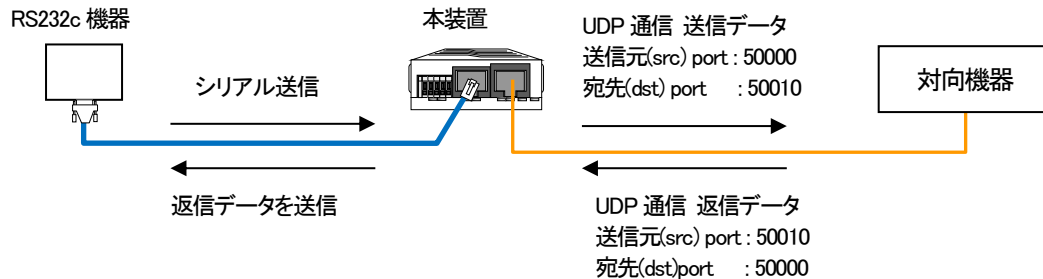 RS232c 機器
本装置
UDP 通信 送信データ
送信元(src) port : 50000
宛先(dst) port : 50010
シリアル送信
対向機器
返信データを送信
UDP 通信 返信データ
送信元(src) port : 50010
宛先(dst)port : 50000